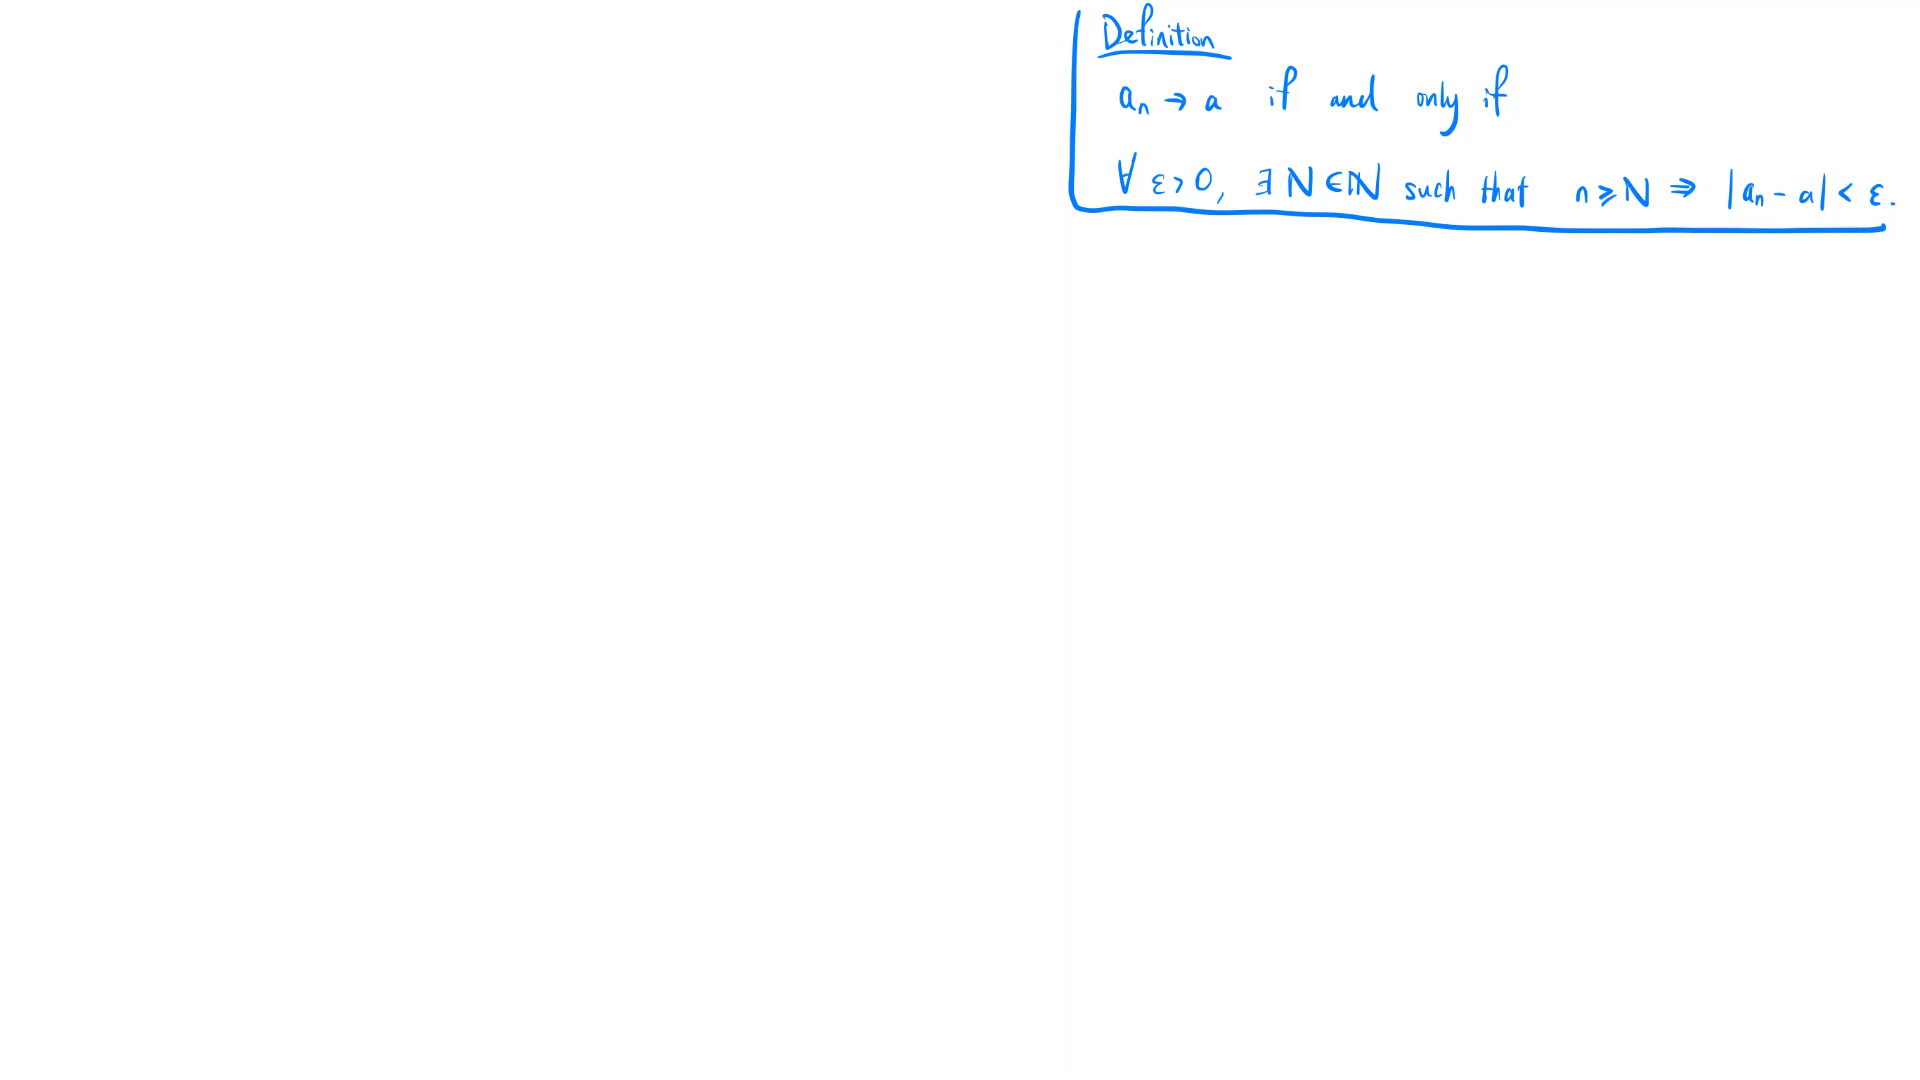 Definition
aₙ → a if and only if
∀ ε > 0, ∃ N ∈ ℕ such that n ⩾ N ⇒ |aₙ - a| < ε.